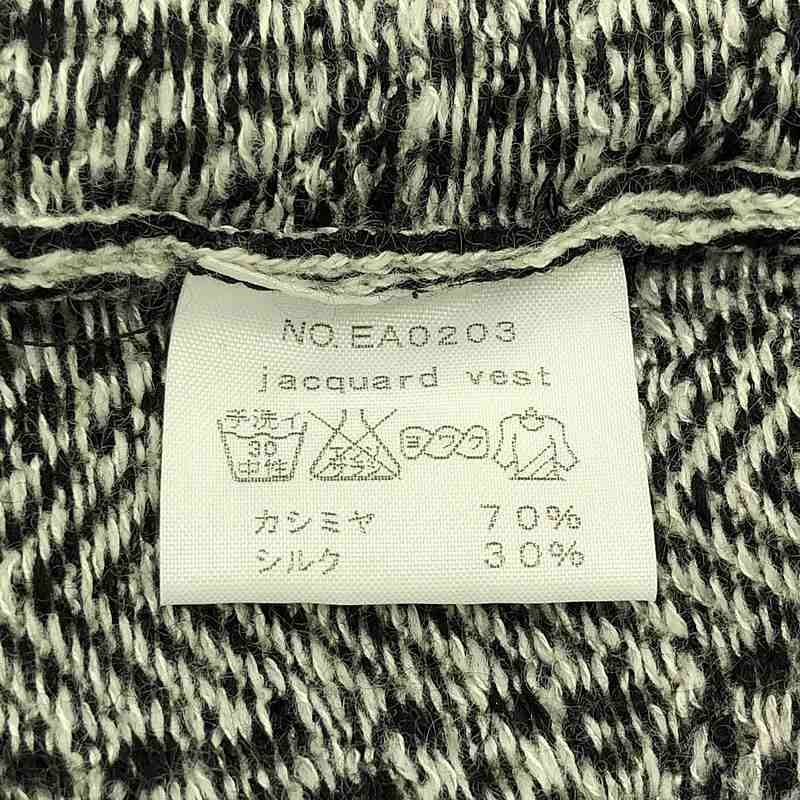 NO.EA0203
jacquard vest
手洗イ
30
中性
エンソサラシ
ヨワク
カシミヤ 70%
シルク 30%